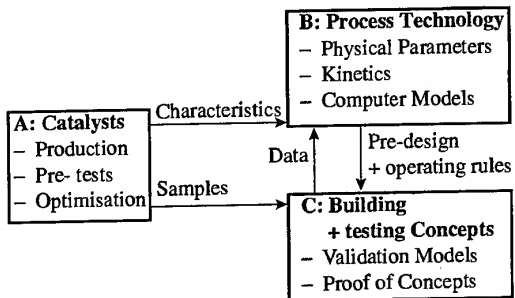 B: Process Technology
– Physical Parameters
– Kinetics
– Computer Models
Characteristics
A: Catalysts
– Production
– Pre- tests
– Optimisation
Data
Pre-design
+ operating rules
Samples
C: Building
+ testing Concepts
– Validation Models
– Proof of Concepts